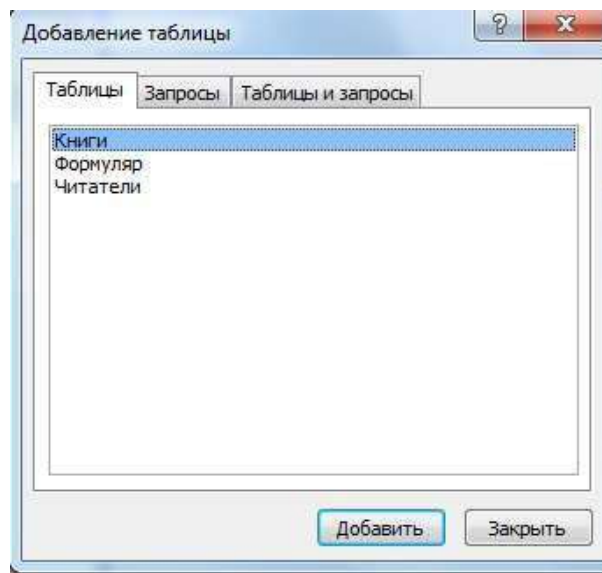 Добавление таблицы
Таблицы Запросы Таблицы и запросы
Книги
Формуляр
Читатели
Добавить Закрыть